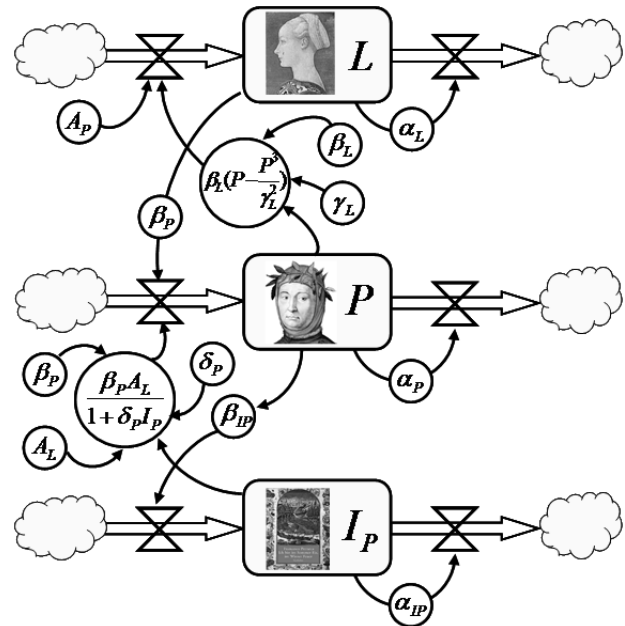 L
A_P
α_L
β_L
β_L(P − P³/γ_L²)
γ_L
β_P
P
β_P
δ_P
α_P
β_P A_L / 1 + δ_P I_P
β_IP
A_L
I_P
α_IP